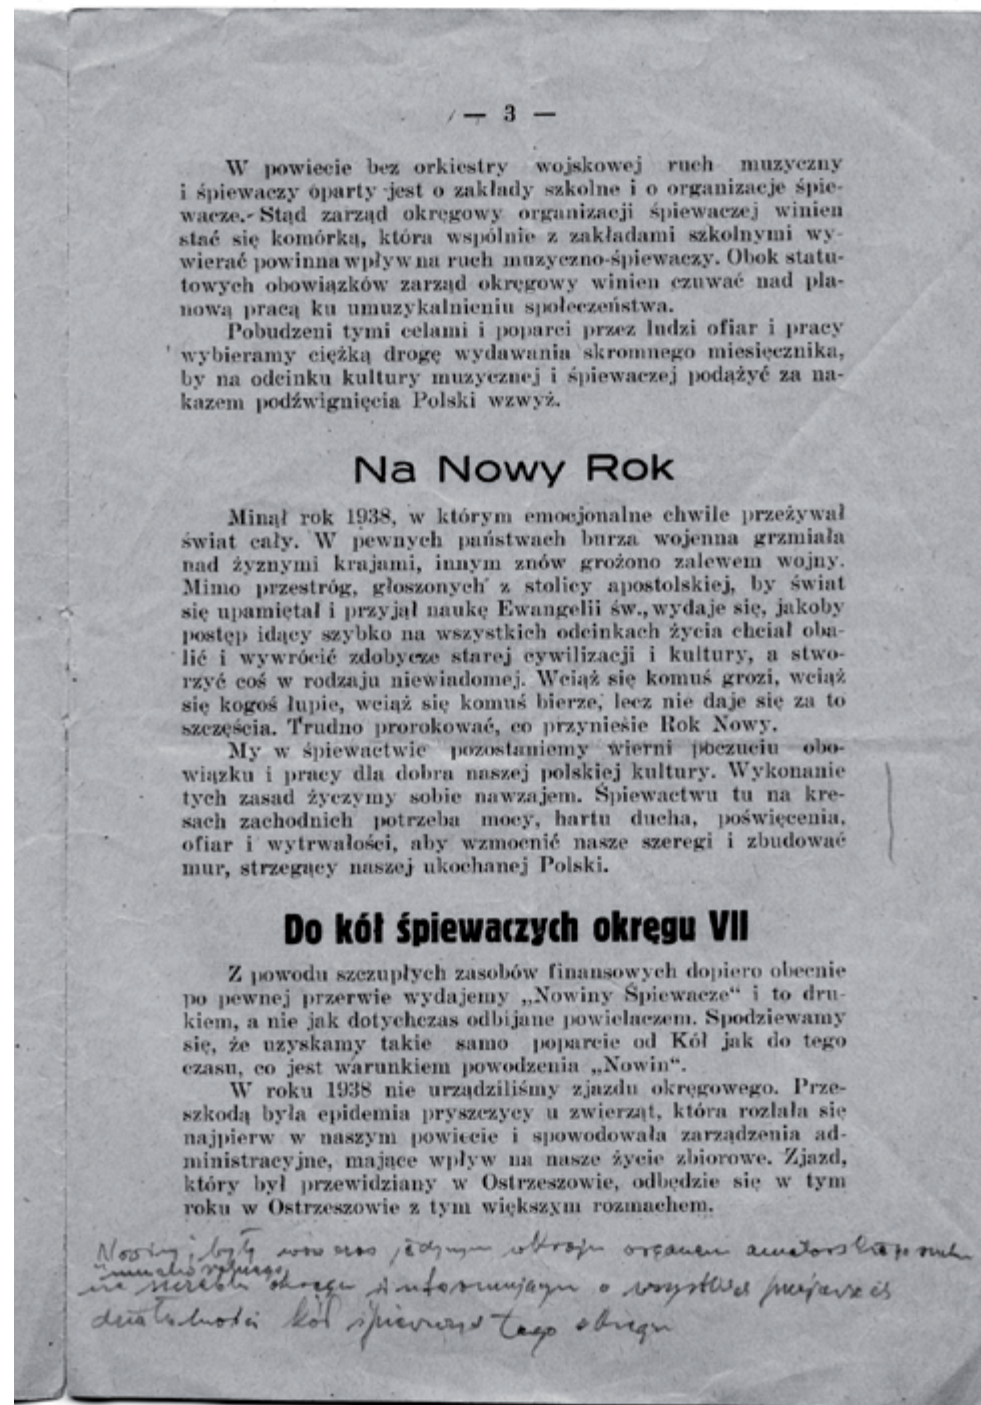 — 3 —
W powiecie bez orkiestry wojskowej ruch muzyczny
i śpiewaczy oparty jest o zakłady szkolne i o organizacje śpie-
wacze. Stąd zarząd okręgowy organizacji śpiewaczej winien
stać się komórką, która wspólnie z zakładami szkolnymi wy-
wierać powinna wpływ na ruch muzyczno-śpiewaczy. Obok statu-
towych obowiązków zarząd okręgowy winien czuwać nad pla-
nową pracą ku umuzykalnieniu społeczeństwa.
Pobudzeni tymi celami i poparci przez ludzi ofiar i pracy
wybieramy ciężką drogę wydawania skromnego miesięcznika,
by na odcinku kultury muzycznej i śpiewaczej podążyć za na-
kazem podźwignięcia Polski wzwyż.
Na Nowy Rok
Minął rok 1938, w którym emocjonalne chwile przeżywał
świat cały. W pewnych państwach burza wojenna grzmiała
nad żyznymi krajami, innym znów grożono zalewem wojny.
Mimo przestróg, głoszonych z stolicy apostolskiej, by świat
się upamiętał i przyjął naukę Ewangelii św., wydaje się, jakoby
postęp idący szybko na wszystkich odcinkach życia chciał oba-
lić i wywrócić zdobycze starej cywilizacji i kultury, a stwo-
rzyć coś w rodzaju niewiadomej. Wciąż się komuś grozi, wciąż
się kogoś łupie, wciąż się komuś bierze, lecz nie daje się za to
szczęścia. Trudno prorokować, co przyniesie Rok Nowy.
My w śpiewactwie pozostaniemy wierni poczuciu obo-
wiązku i pracy dla dobra naszej polskiej kultury. Wykonanie
tych zasad życzymy sobie nawzajem. Śpiewactwu tu na kre-
sach zachodnich potrzeba mocy, hartu ducha, poświęcenia,
ofiar i wytrwałości, aby wzmocnić nasze szeregi i zbudować
mur, strzegący naszej ukochanej Polski.
Do kół śpiewaczych okręgu VII
Z powodu szczupłych zasobów finansowych dopiero obecnie
po pewnej przerwie wydajemy „Nowiny Śpiewacze“ i to dru-
kiem, a nie jak dotychczas odbijane powielaczem. Spodziewamy
się, że uzyskamy takie samo poparcie od Kół jak do tego
czasu, co jest warunkiem powodzenia „Nowin“.
W roku 1938 nie urządziliśmy zjazdu okręgowego. Prze-
szkodą była epidemia pryszczycy u zwierząt, która rozlała się
najpierw w naszym powiecie i spowodowała zarządzenia ad-
ministracyjne, mające wpływ na nasze życie zbiorowe. Zjazd,
który był przewidziany w Ostrzeszowie, odbędzie się w tym
roku w Ostrzeszowie z tym większym rozmachem.
Nowiny były wówczas jedynym w kraju organem amatorskiego ruchu
na szczeblu okręgu informującym o wszystkich przejawach
działalności kół śpiewaczych tego okręgu